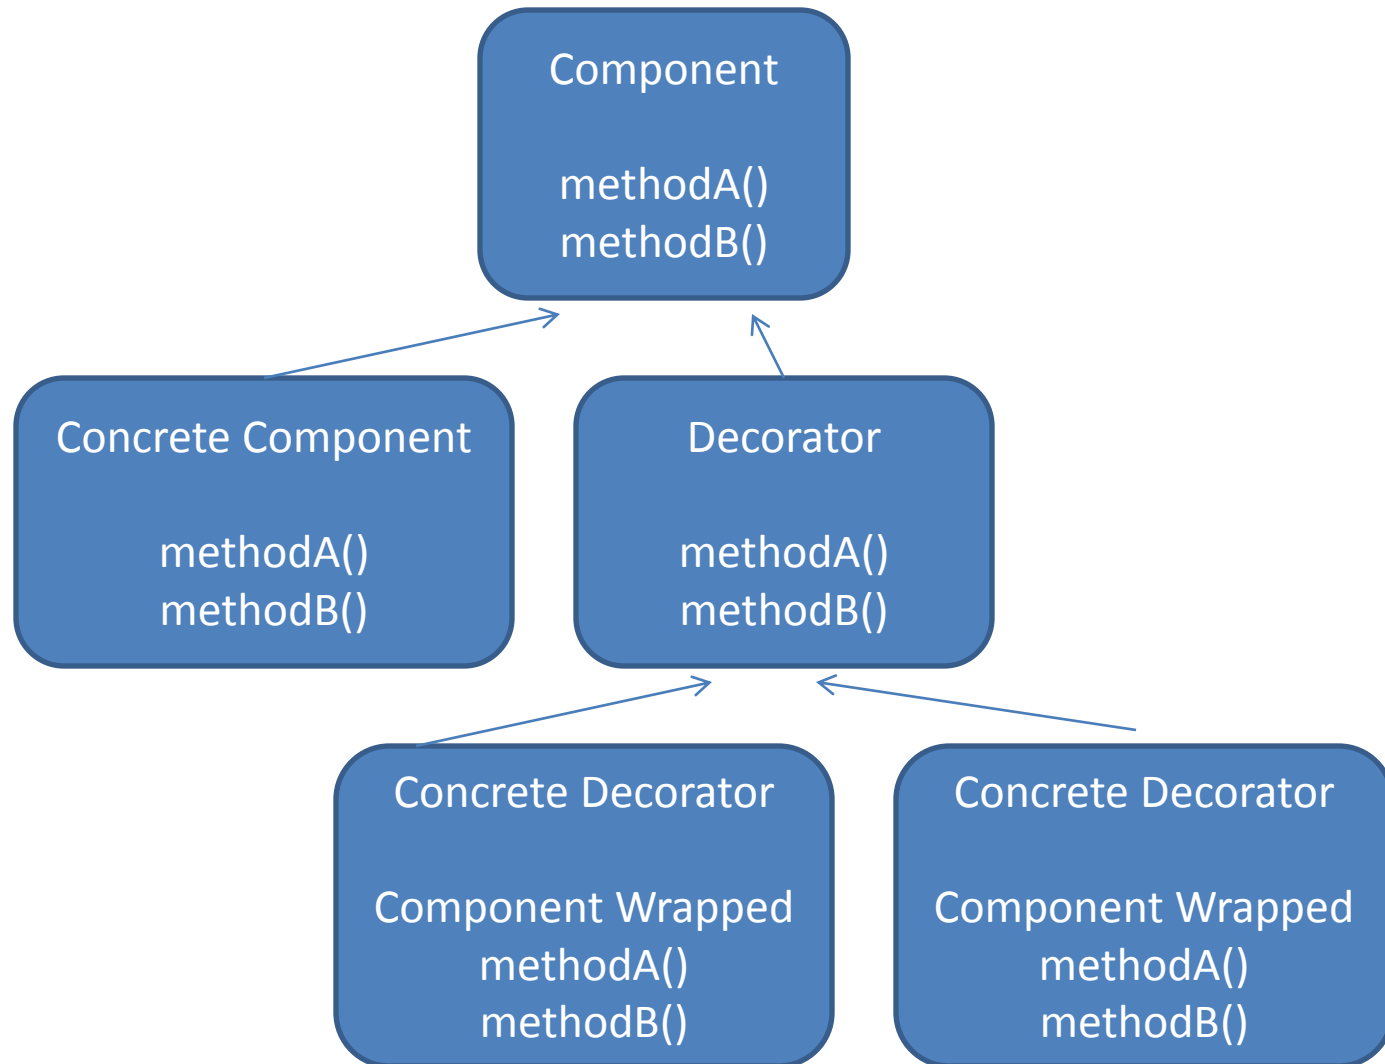 Component
methodA()
methodB()
Concrete Component
methodA()
methodB()
Decorator
methodA()
methodB()
Concrete Decorator
Component Wrapped
methodA()
methodB()
Concrete Decorator
Component Wrapped
methodA()
methodB()